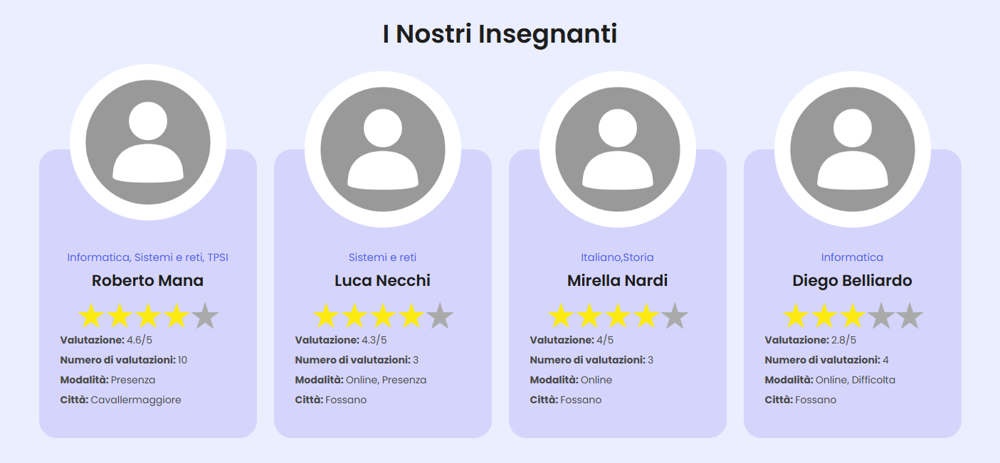 I Nostri Insegnanti
Informatica, Sistemi e reti, TPSI
Roberto Mana
Valutazione: 4.6/5
Numero di valutazioni: 10
Modalità: Presenza
Città: Cavallermaggiore
Sistemi e reti
Luca Necchi
Valutazione: 4.3/5
Numero di valutazioni: 3
Modalità: Online, Presenza
Città: Fossano
Italiano,Storia
Mirella Nardi
Valutazione: 4/5
Numero di valutazioni: 3
Modalità: Online
Città: Fossano
Informatica
Diego Belliardo
Valutazione: 2.8/5
Numero di valutazioni: 4
Modalità: Online, Difficolta
Città: Fossano